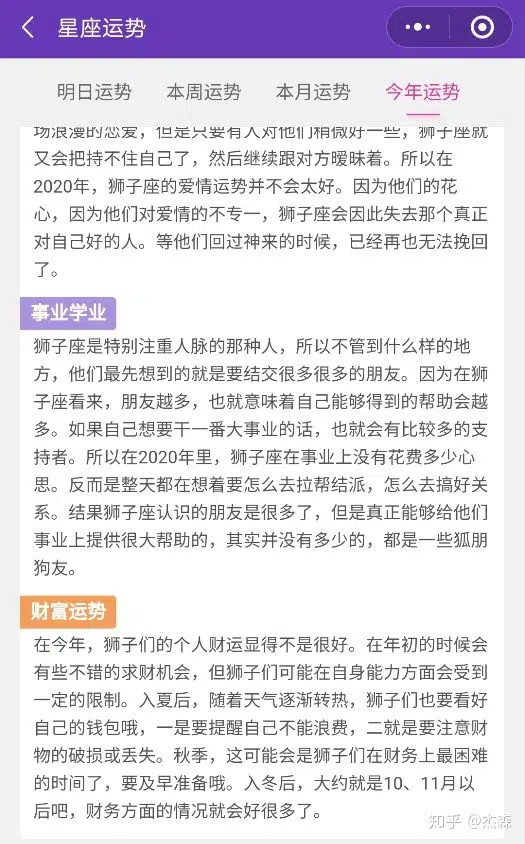 星座运势
明日运势 本周运势 本月运势 今年运势
场浪漫的恋爱，但是只要有人对他们稍微好一些，狮子座就
又会把持不住自己了，然后继续跟对方暧昧着。所以在
2020年，狮子座的爱情运势并不会太好。因为他们的花
心，因为他们对爱情的不专一，狮子座会因此失去那个真正
对自己好的人。等他们回过神来的时候，已经再也无法挽回
了。
事业学业
狮子座是特别注重人脉的那种人，所以不管到什么样的地
方，他们最先想到的就是要结交很多很多的朋友。因为在狮
子座看来，朋友越多，也就意味着自己能够得到的帮助会越
多。如果自己想要干一番大事业的话，也就会有比较多的支
持者。所以在2020年里，狮子座在事业上没有花费多少心
思。反而是整天都在想着要怎么去拉帮结派，怎么去搞好关
系。结果狮子座认识的朋友是很多了，但是真正能够给他们
事业上提供很大帮助的，其实并没有多少的，都是一些狐朋
狗友。
财富运势
在今年，狮子们的个人财运显得不是很好。在年初的时候会
有些不错的求财机会，但狮子们可能在自身能力方面会受到
一定的限制。入夏后，随着天气逐渐转热，狮子们也要看好
自己的钱包哦，一是要提醒自己不能浪费，二就是要注意财
物的破损或丢失。秋季，这可能会是狮子们在财务上最困难
的时间了，要及早准备哦。入冬后，大约就是10、11月以
后吧，财务方面的情况就会好很多了。
知乎 @杰森